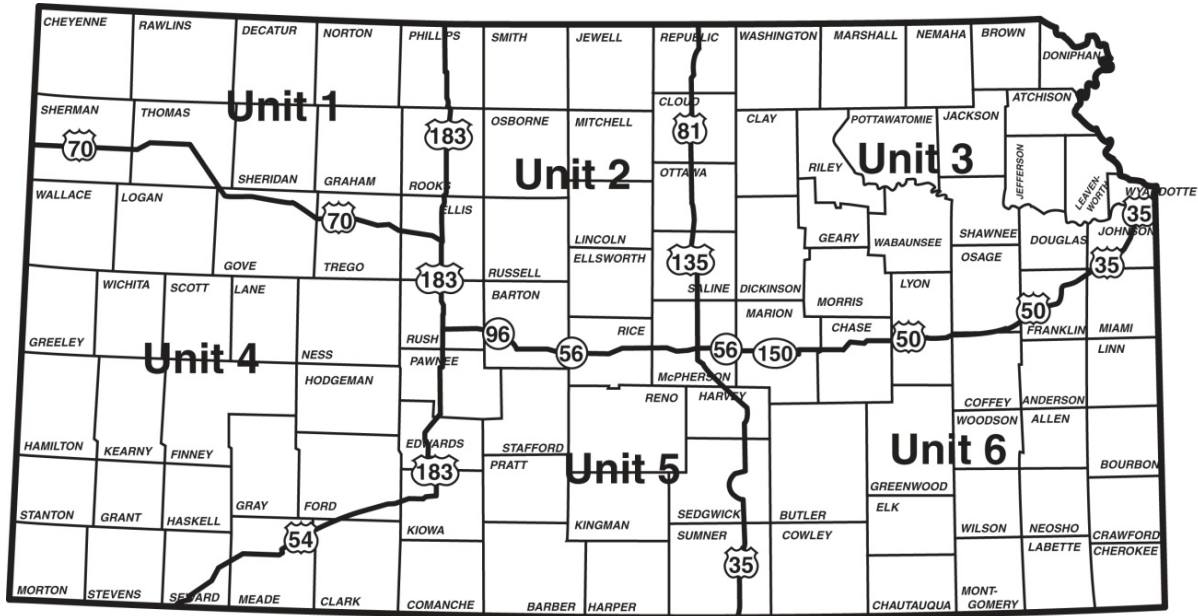 CHEYENNE
RAWLINS
DECATUR
NORTON
PHILLIPS
SMITH
JEWELL
REPUBLIC
WASHINGTON
MARSHALL
NEMAHA
BROWN
DONIPHAN
SHERMAN
THOMAS
Unit 1
SHERIDAN
GRAHAM
ROOKS
OSBORNE
MITCHELL
CLOUD
CLAY
POTTAWATOMIE
JACKSON
ATCHISON
70
183
81
Unit 2
Unit 3
OTTAWA
RILEY
JEFFERSON
LEAVEN-
WORTH
WYANDOTTE
WALLACE
LOGAN
GOVE
TREGO
70
ELLIS
LINCOLN
RUSSELL
ELLSWORTH
135
SALINE
DICKINSON
GEARY
WABAUNSEE
SHAWNEE
DOUGLAS
JOHNSON
35
35
183
OSAGE
WICHITA
SCOTT
LANE
BARTON
RICE
MARION
MORRIS
LYON
50
FRANKLIN
MIAMI
GREELEY
Unit 4
NESS
RUSH
96
56
56
150
CHASE
50
LINN
PAWNEE
HODGEMAN
McPHERSON
RENO
HARVEY
COFFEY
ANDERSON
HAMILTON
KEARNY
FINNEY
EDWARDS
STAFFORD
WOODSON
ALLEN
183
PRATT
Unit 5
Unit 6
BOURBON
GREENWOOD
STANTON
GRANT
HASKELL
GRAY
FORD
KIOWA
KINGMAN
SEDGWICK
BUTLER
ELK
WILSON
NEOSHO
CRAWFORD
54
SUMNER
COWLEY
LABETTE
CHEROKEE
35
MORTON
STEVENS
SEWARD
MEADE
CLARK
COMANCHE
BARBER
HARPER
CHAUTAUQUA
MONT-
GOMERY